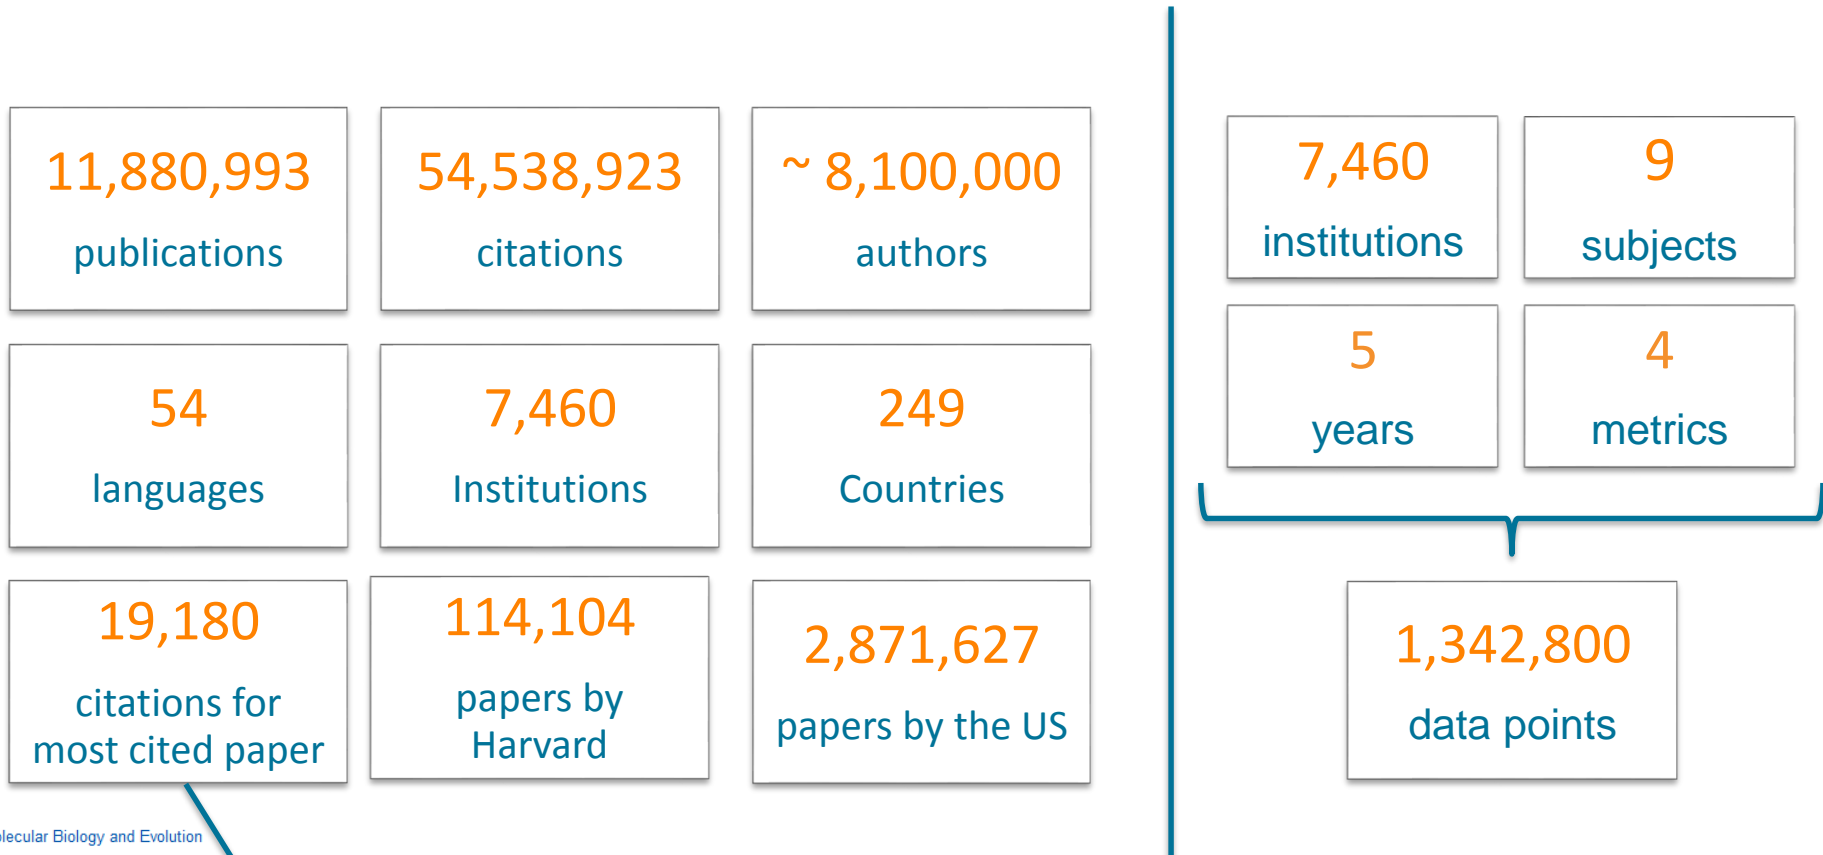 11,880,993
publications
54,538,923
citations
~ 8,100,000
authors
54
languages
7,460
Institutions
249
Countries
19,180
citations for
most cited paper
114,104
papers by
Harvard
2,871,627
papers by the US
Biology and Evolution
7,460
institutions
9
subjects
5
years
4
metrics
1,342,800
data points